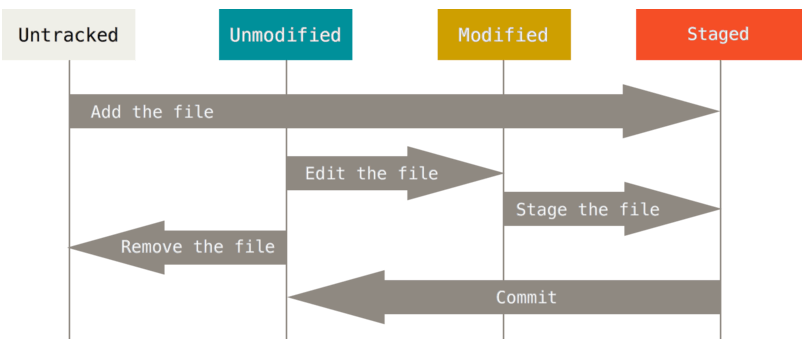 Untracked
Unmodified
Modified
Staged
Add the file
Edit the file
Stage the file
Remove the file
Commit